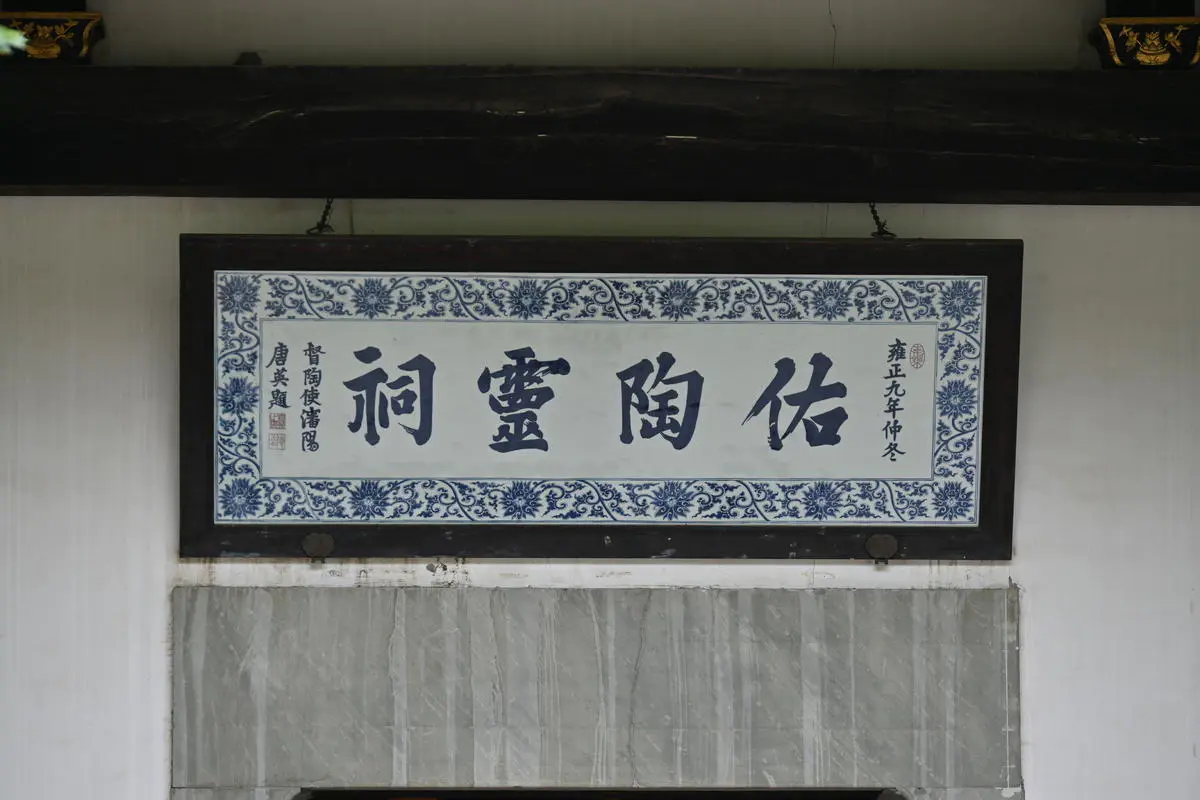 雍正九年仲冬
佑陶靈祠
督陶使瀋陽
唐英題